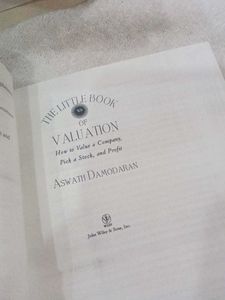 THE LITTLE BOOK
OF
VALUATION
How to Value a Company,
Pick a Stock, and Profit
ASWATH DAMODARAN
WILEY
John Wiley & Sons, Inc.
and